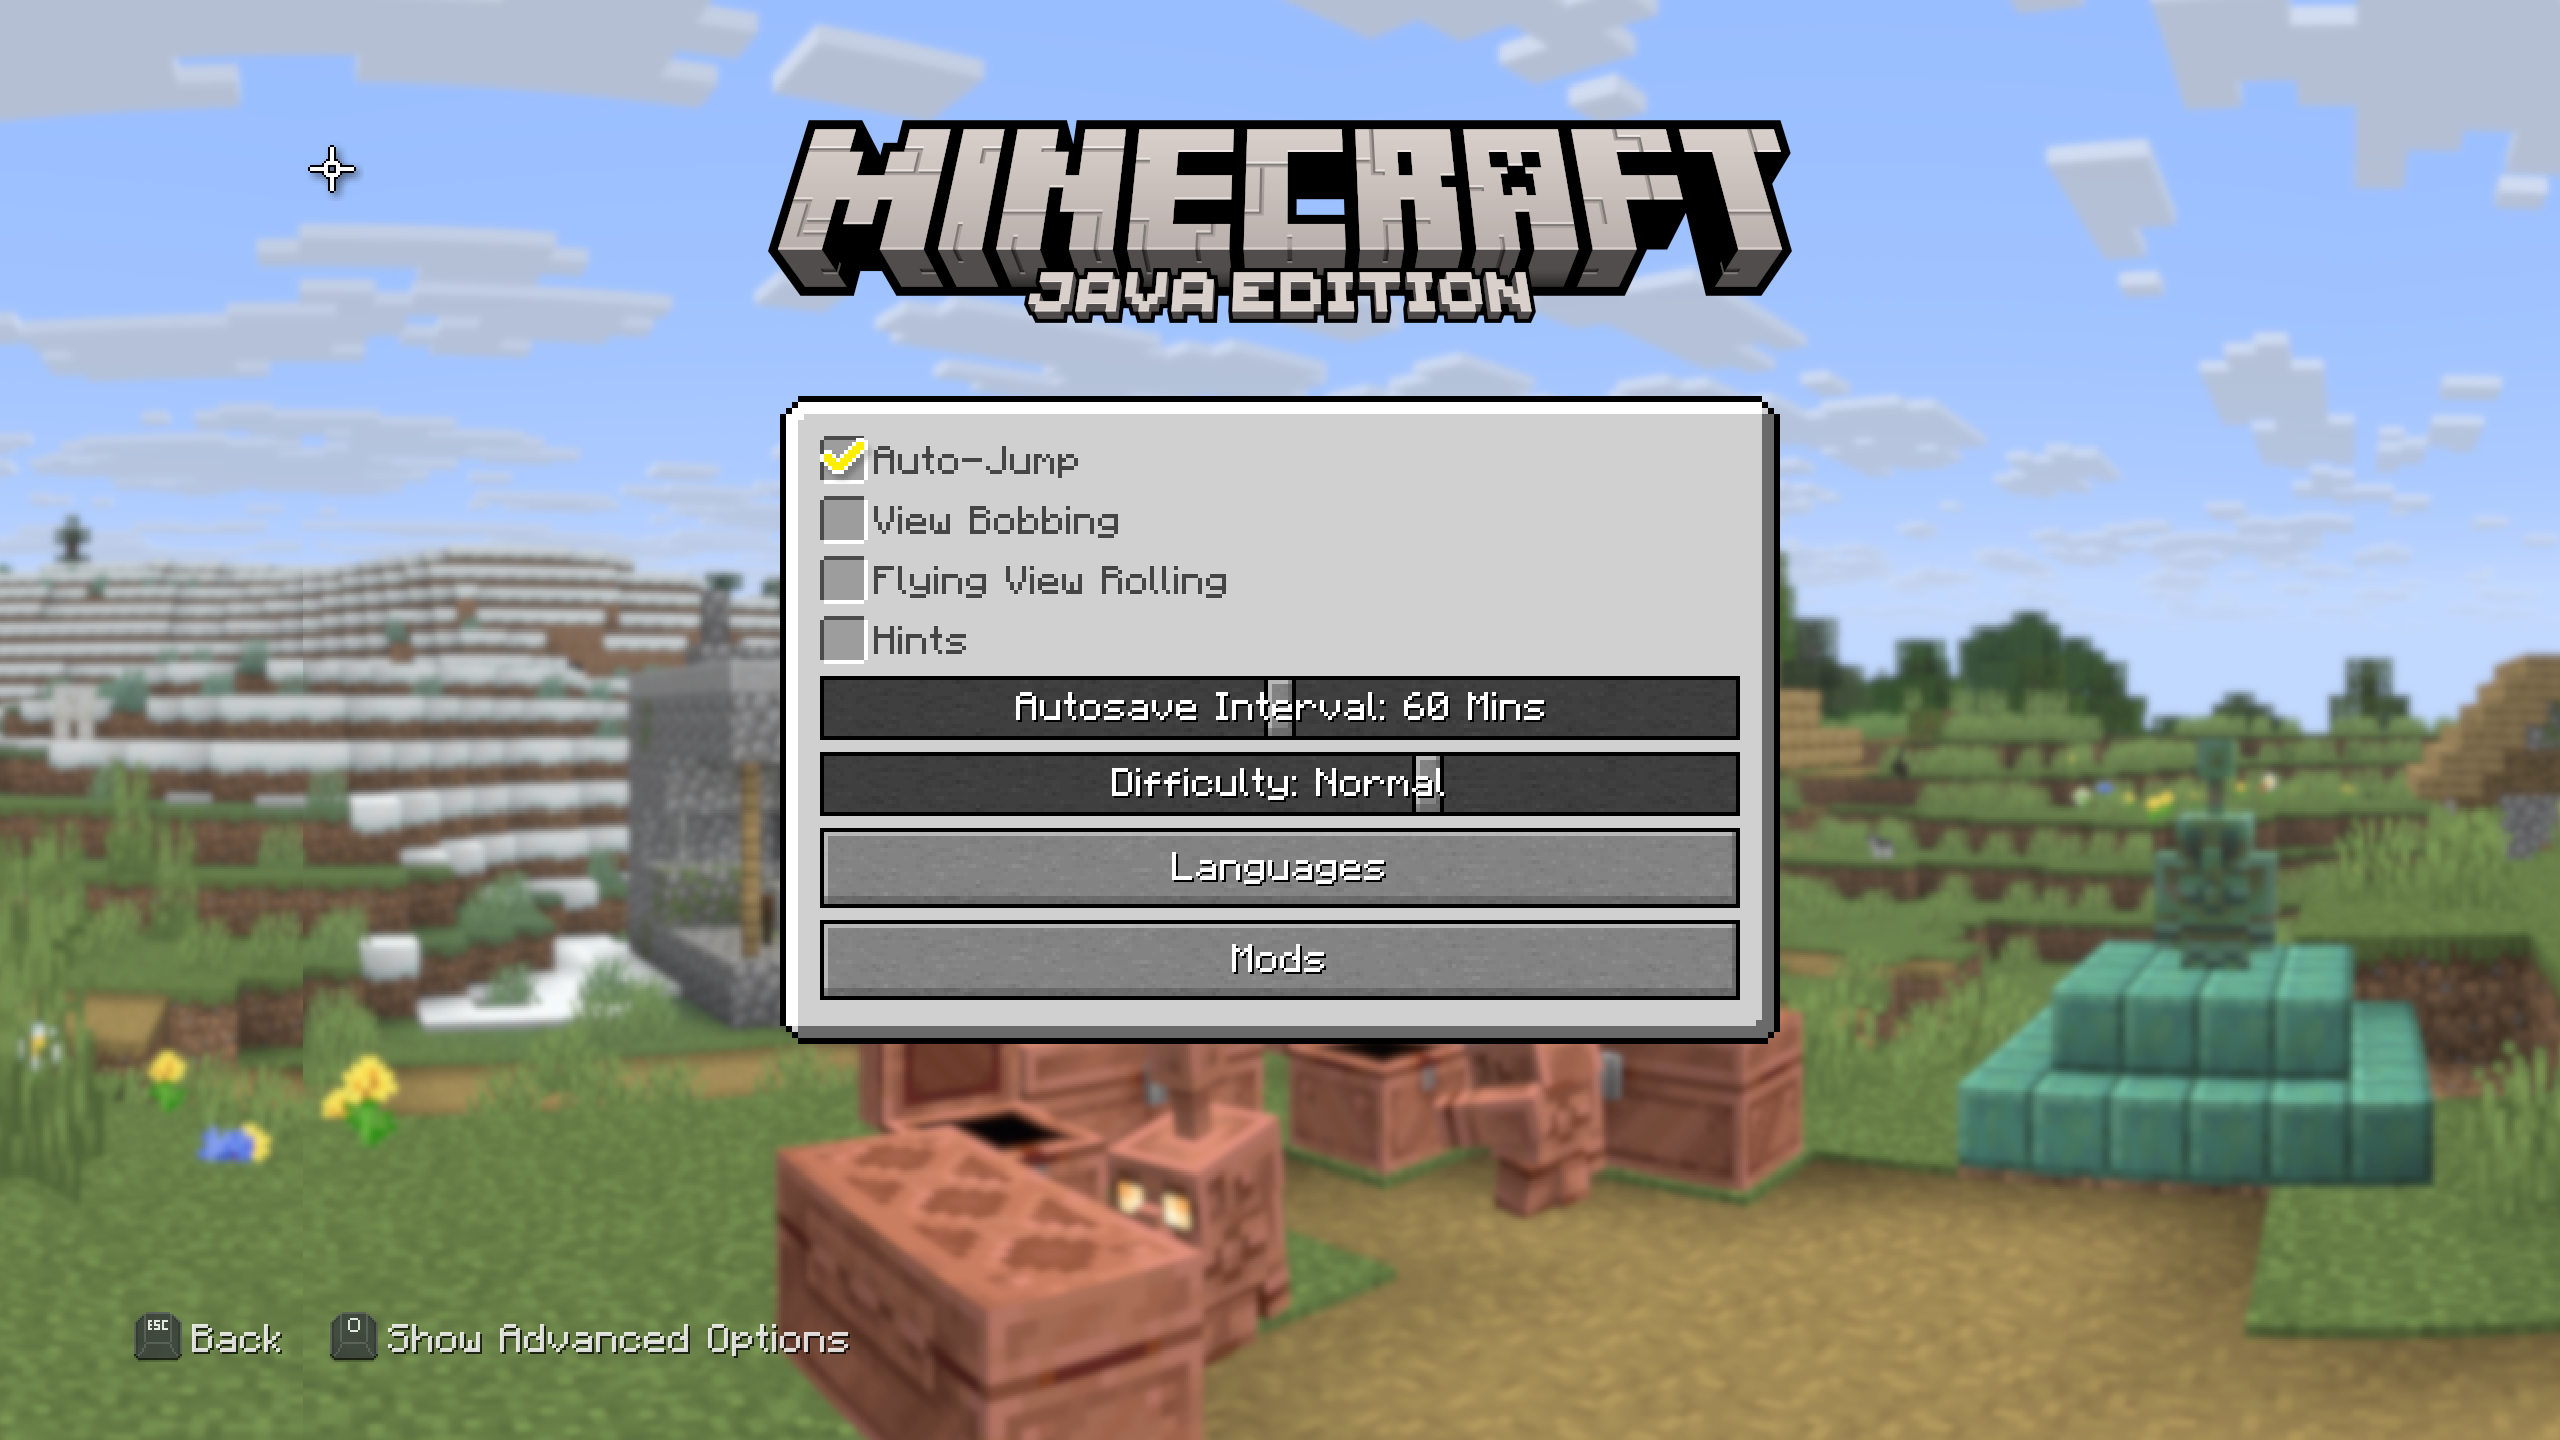 MINECRAFT
JAVA EDITION
Auto-Jump
View Bobbing
Flying View Rolling
Hints
Autosave Interval: 60 Mins
Difficulty: Normal
Languages
Mods
ESC Back O Show Advanced Options